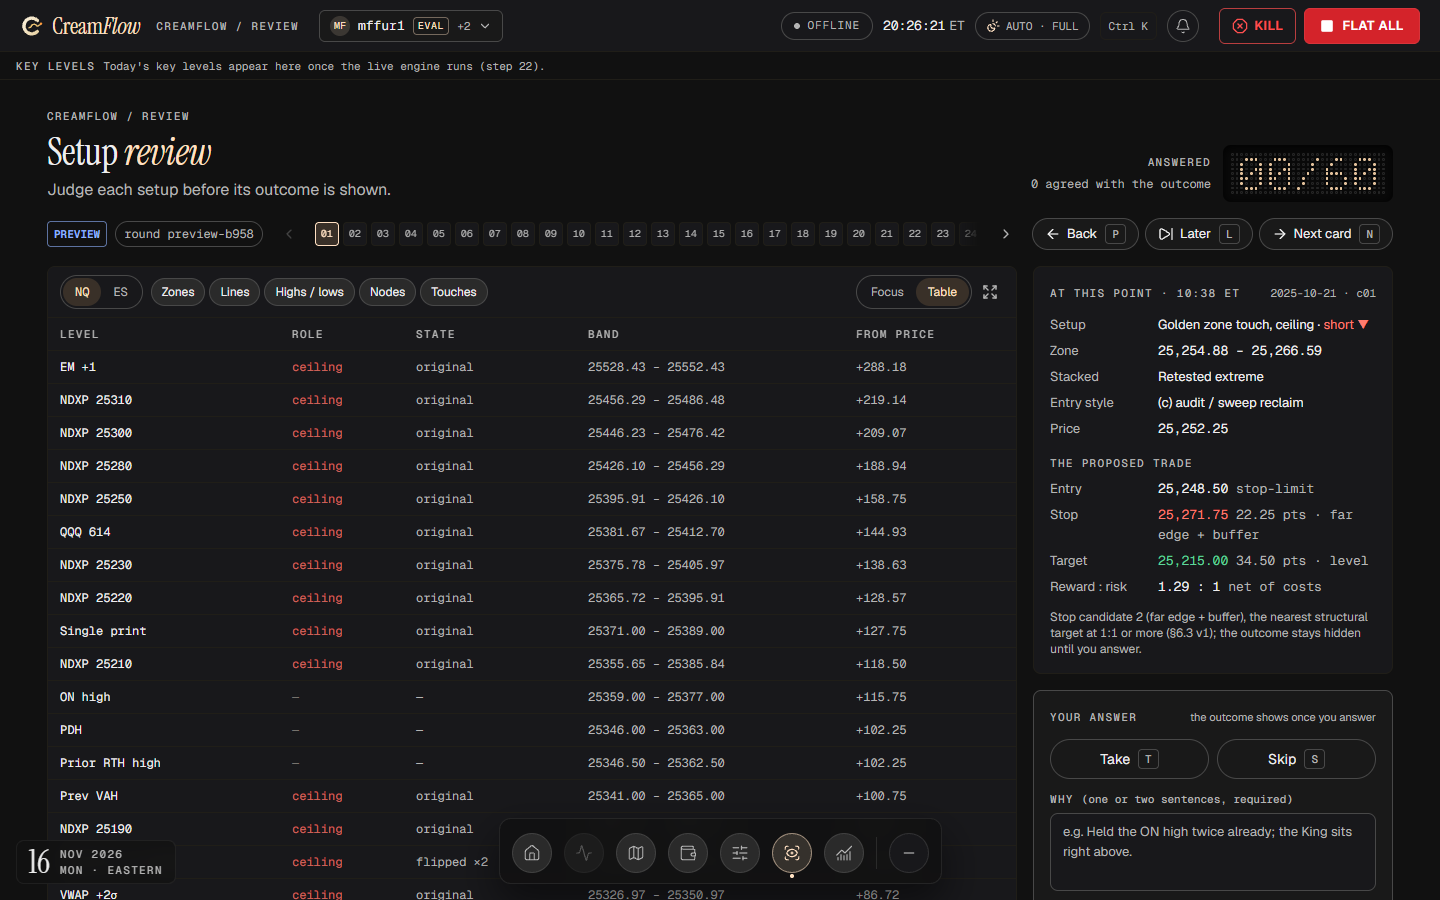 CreamFlow CREAMFLOW / REVIEW MF mffur1 EVAL +2 OFFLINE 20:26:21 ET AUTO · FULL Ctrl K KILL FLAT ALL
KEY LEVELS Today's key levels appear here once the live engine runs (step 22).
CREAMFLOW / REVIEW
Setup review
Judge each setup before its outcome is shown.
ANSWERED
0 agreed with the outcome
00/60
PREVIEW round preview-b958 01 02 03 04 05 06 07 08 09 10 11 12 13 14 15 16 17 18 19 20 21 22 23 24
Back P Later L Next card N
NQ ES Zones Lines Highs / lows Nodes Touches Focus Table
LEVEL ROLE STATE BAND FROM PRICE
EM +1 ceiling original 25528.43 – 25552.43 +288.18
NDXP 25310 ceiling original 25456.29 – 25486.48 +219.14
NDXP 25300 ceiling original 25446.23 – 25476.42 +209.07
NDXP 25280 ceiling original 25426.10 – 25456.29 +188.94
NDXP 25250 ceiling original 25395.91 – 25426.10 +158.75
QQQ 614 ceiling original 25381.67 – 25412.70 +144.93
NDXP 25230 ceiling original 25375.78 – 25405.97 +138.63
NDXP 25220 ceiling original 25365.72 – 25395.91 +128.57
Single print ceiling original 25371.00 – 25389.00 +127.75
NDXP 25210 ceiling original 25355.65 – 25385.84 +118.50
ON high – – 25359.00 – 25377.00 +115.75
PDH – – 25346.00 – 25363.00 +102.25
Prior RTH high – – 25346.50 – 25362.50 +102.25
Prev VAH ceiling original 25341.00 – 25365.00 +100.75
NDXP 25190 ceiling original
ceiling flipped ×2
VWAP +2σ ceiling original 25326.97 – 25350.97 +86.72
16 NOV 2026
MON · EASTERN
AT THIS POINT · 10:38 ET 2025-10-21 · c01
Setup Golden zone touch, ceiling · short ▼
Zone 25,254.88 – 25,266.59
Stacked Retested extreme
Entry style (c) audit / sweep reclaim
Price 25,252.25
THE PROPOSED TRADE
Entry 25,248.50 stop-limit
Stop 25,271.75 22.25 pts · far
edge + buffer
Target 25,215.00 34.50 pts · level
Reward : risk 1.29 : 1 net of costs
Stop candidate 2 (far edge + buffer), the nearest structural
target at 1:1 or more (§6.3 v1); the outcome stays hidden
until you answer.
YOUR ANSWER the outcome shows once you answer
Take T Skip S
WHY (one or two sentences, required)
e.g. Held the ON high twice already; the King sits
right above.